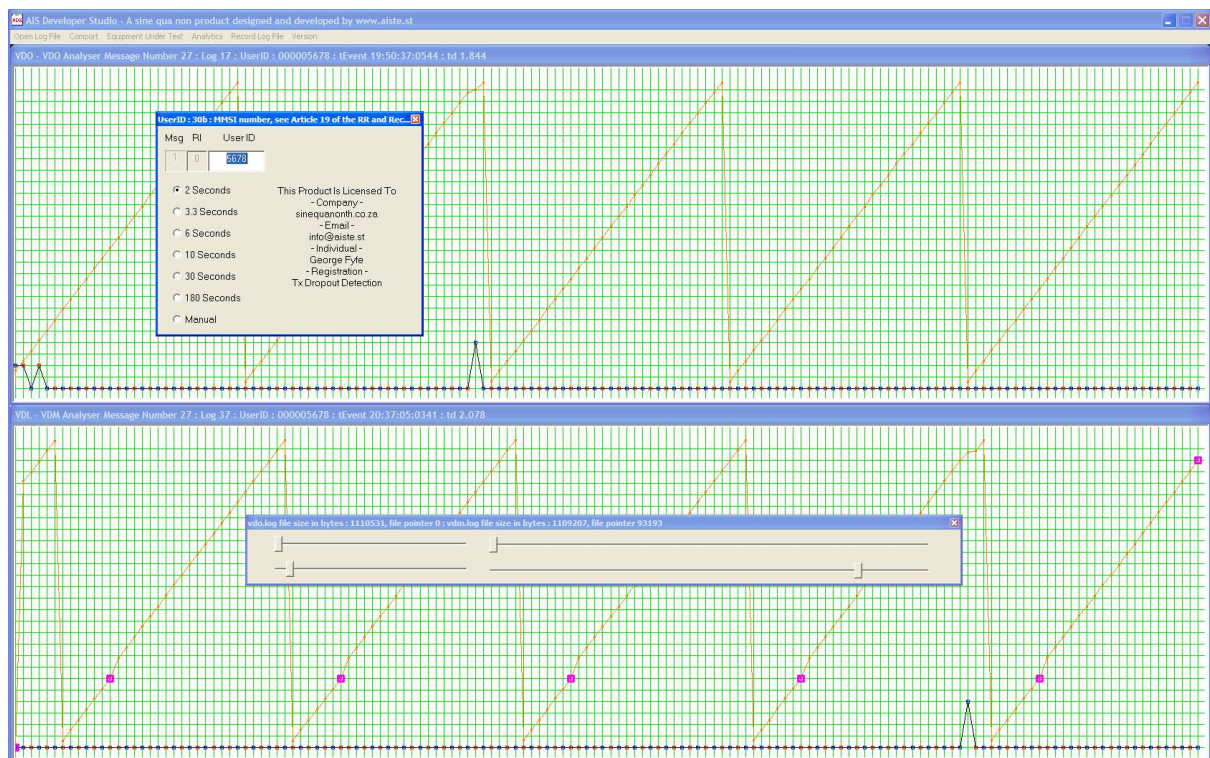 AIS Developer Studio - A sine qua non product designed and developed by www.aiste.st
Open Log File Comport Equipment Under Test Analytics Record Log File Version
VDO - VDO Analyser Message Number 27 : Log 17 : UserID : 000005678 : tEvent 19:50:37:0544 : td 1.844
UserID : 30b : MMSI number, see Article 19 of the RR and Rec...
Msg RI User ID
1 0 5678
2 Seconds
3.3 Seconds
6 Seconds
10 Seconds
30 Seconds
180 Seconds
Manual
This Product Is Licensed To
- Company -
sinequanonth.co.za
- Email -
info@aiste.st
- Individual -
George Fyfe
- Registration -
Tx Dropout Detection
VDL - VDM Analyser Message Number 27 : Log 37 : UserID : 000005678 : tEvent 20:37:05:0341 : td 2.078
vdo.log file size in bytes : 1110531, file pointer 0 : vdm.log file size in bytes : 1109207, file pointer 93193